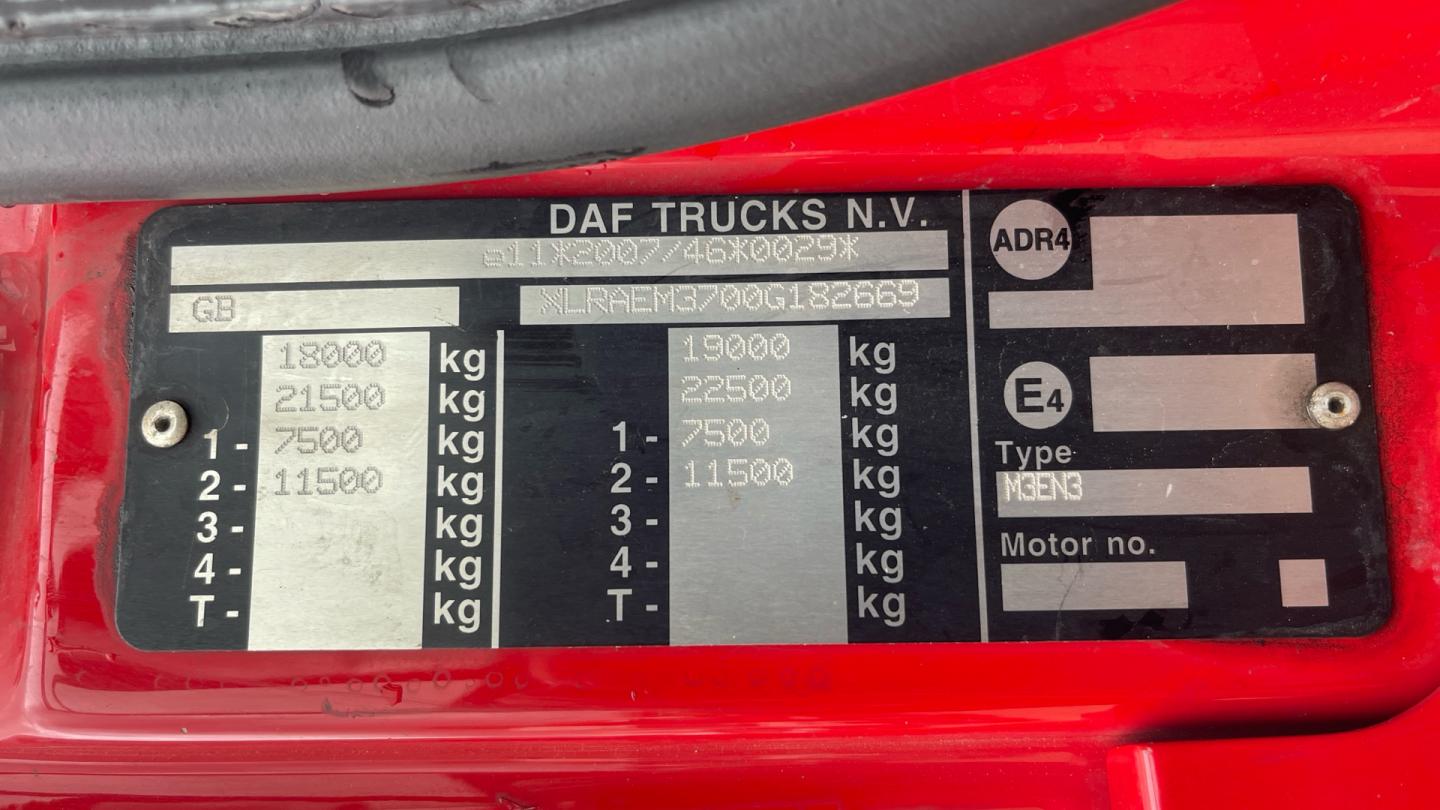 DAF TRUCKS N.V.
e11*2007/46*0029*
GB XLRAEM3700G182669
18000 kg 19000 kg
21500 kg 22500 kg
1 - 7500 kg 1 - 7500 kg
2 - 11500 kg 2 - 11500 kg
3 - kg 3 - kg
4 - kg 4 - kg
T - kg T - kg
ADR4
E4
Type
M3EN3
Motor no.